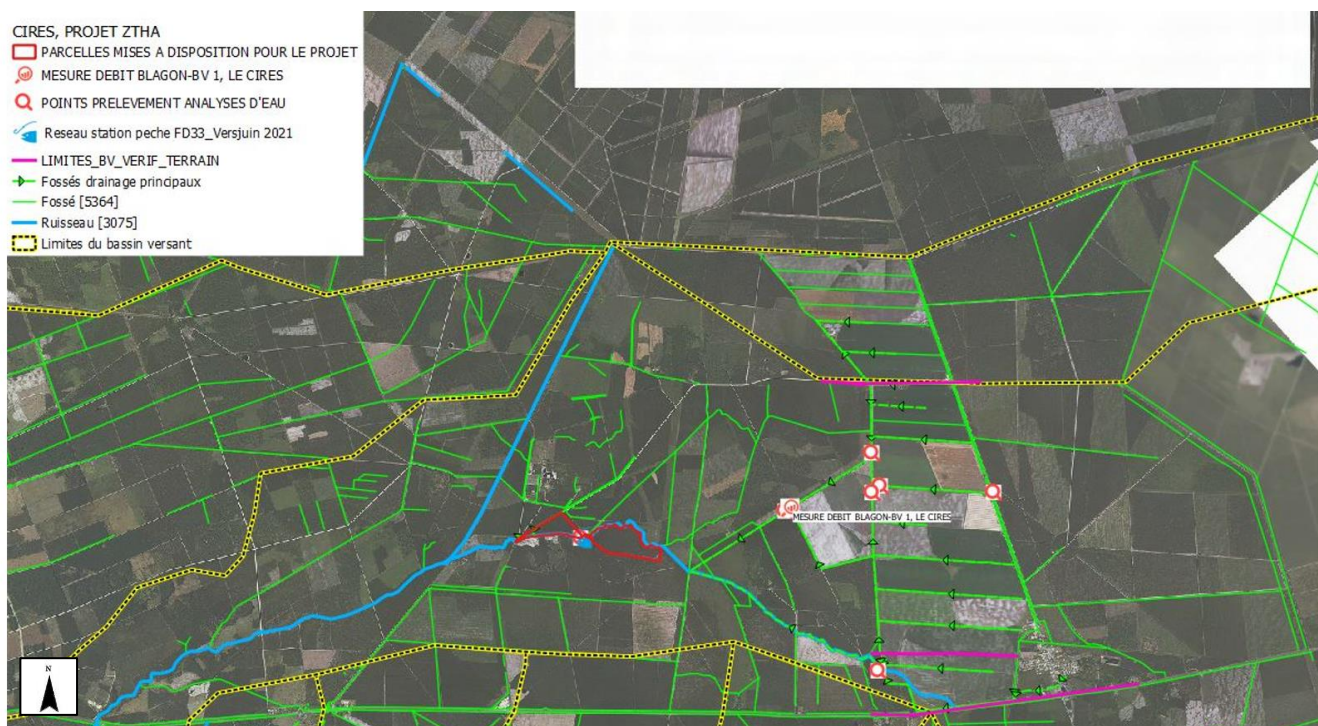 CIRES, PROJET ZTHA
PARCELLES MISES A DISPOSITION POUR LE PROJET
MESURE DEBIT BLAGON-BV 1, LE CIRES
POINTS PRELEVEMENT ANALYSES D'EAU
Reseau station peche FD33_Versjuin 2021
LIMITES_BV_VERIF_TERRAIN
Fossés drainage principaux
Fossé [5364]
Ruisseau [3075]
Limites du bassin versant
MESURE DEBIT BLAGON-BV 1, LE CIRES
N